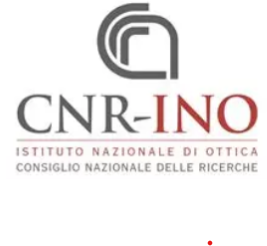 CNR-INO
ISTITUTO NAZIONALE DI OTTICA
CONSIGLIO NAZIONALE DELLE RICERCHE